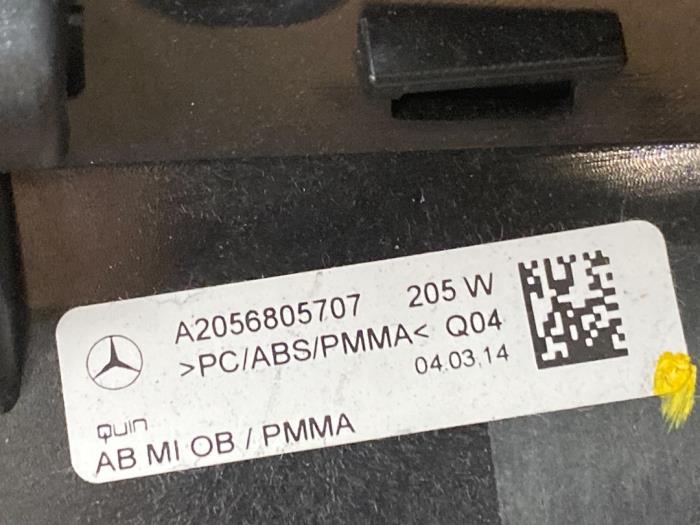 A2056805707 205 W
>PC/ABS/PMMA< Q04
04.03.14
Quin
AB MI OB / PMMA